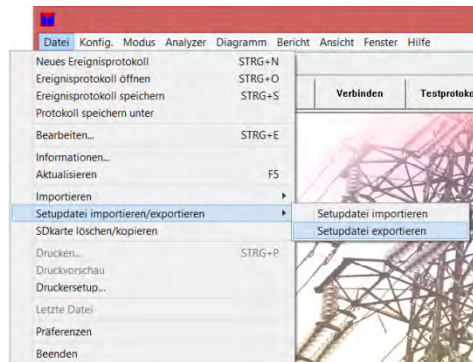 Datei Konfig. Modus Analyzer Diagramm Bericht Ansicht Fenster Hilfe
Neues Ereignisprotokoll STRG+N
Ereignisprotokoll öffnen STRG+O
Ereignisprotokoll speichern STRG+S
Protokoll speichern unter
Verbinden Testprotoko
Bearbeiten... STRG+E
Informationen...
Aktualisieren F5
Importieren
Setupdatei importieren/exportieren
Setupdatei importieren
Setupdatei exportieren
SDkarte löschen/kopieren
Drucken... STRG+P
Druckvorschau
Druckersetup...
Letzte Datei
Präferenzen
Beenden